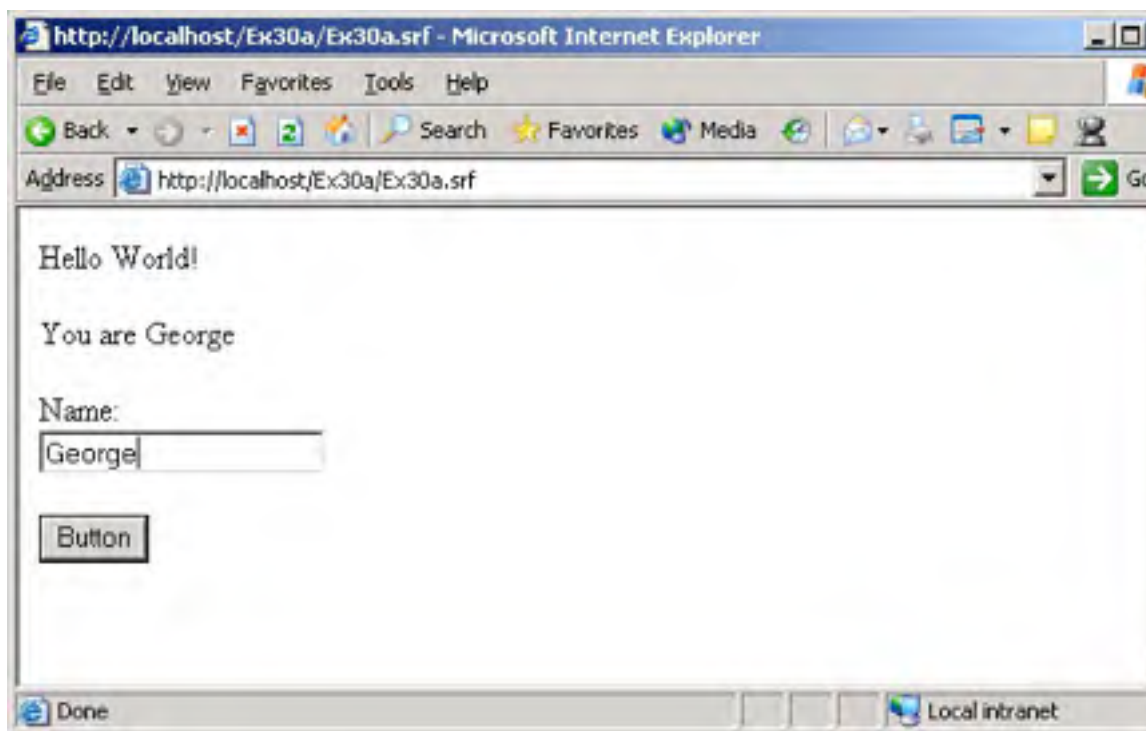 http://localhost/Ex30a/Ex30a.srf - Microsoft Internet Explorer
File Edit View Favorites Tools Help
Back Search Favorites Media
Address http://localhost/Ex30a/Ex30a.srf Go
Hello World!
You are George
Name:
George
Button
Done Local intranet